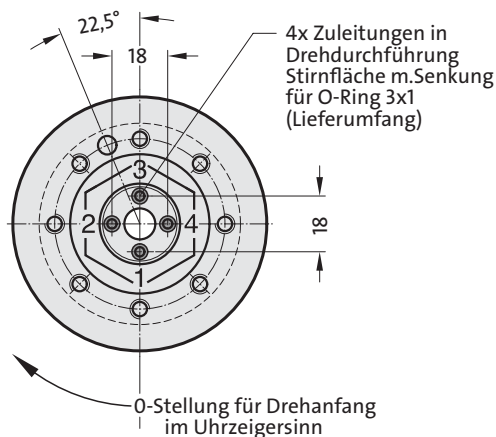 22,5°
18
4x Zuleitungen in
Drehdurchführung
Stirnfläche m.Senkung
für O-Ring 3x1
(Lieferumfang)
3
2
4
1
18
0-Stellung für Drehanfang
im Uhrzeigersinn